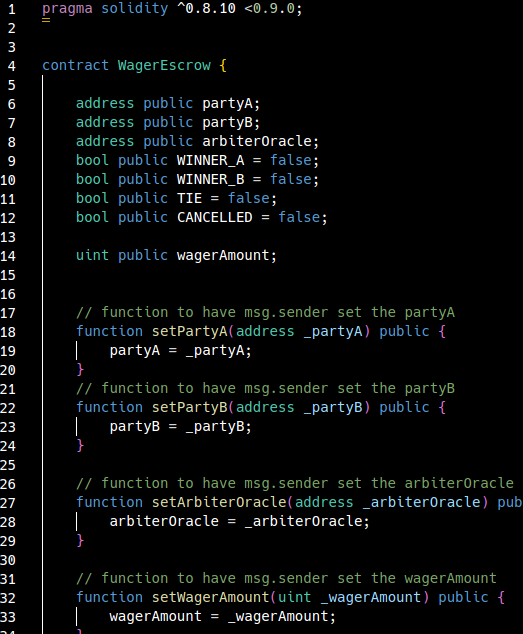 1 pragma solidity ^0.8.10 <0.9.0;
2
3
4 contract WagerEscrow {
5
6 address public partyA;
7 address public partyB;
8 address public arbiterOracle;
9 bool public WINNER_A = false;
10 bool public WINNER_B = false;
11 bool public TIE = false;
12 bool public CANCELLED = false;
13
14 uint public wagerAmount;
15
16
17 // function to have msg.sender set the partyA
18 function setPartyA(address _partyA) public {
19 partyA = _partyA;
20 }
21 // function to have msg.sender set the partyB
22 function setPartyB(address _partyB) public {
23 partyB = _partyB;
24 }
25
26 // function to have msg.sender set the arbiterOracle
27 function setArbiterOracle(address _arbiterOracle) pub
28 arbiterOracle = _arbiterOracle;
29 }
30
31 // function to have msg.sender set the wagerAmount
32 function setWagerAmount(uint _wagerAmount) public {
33 wagerAmount = _wagerAmount;
34 }